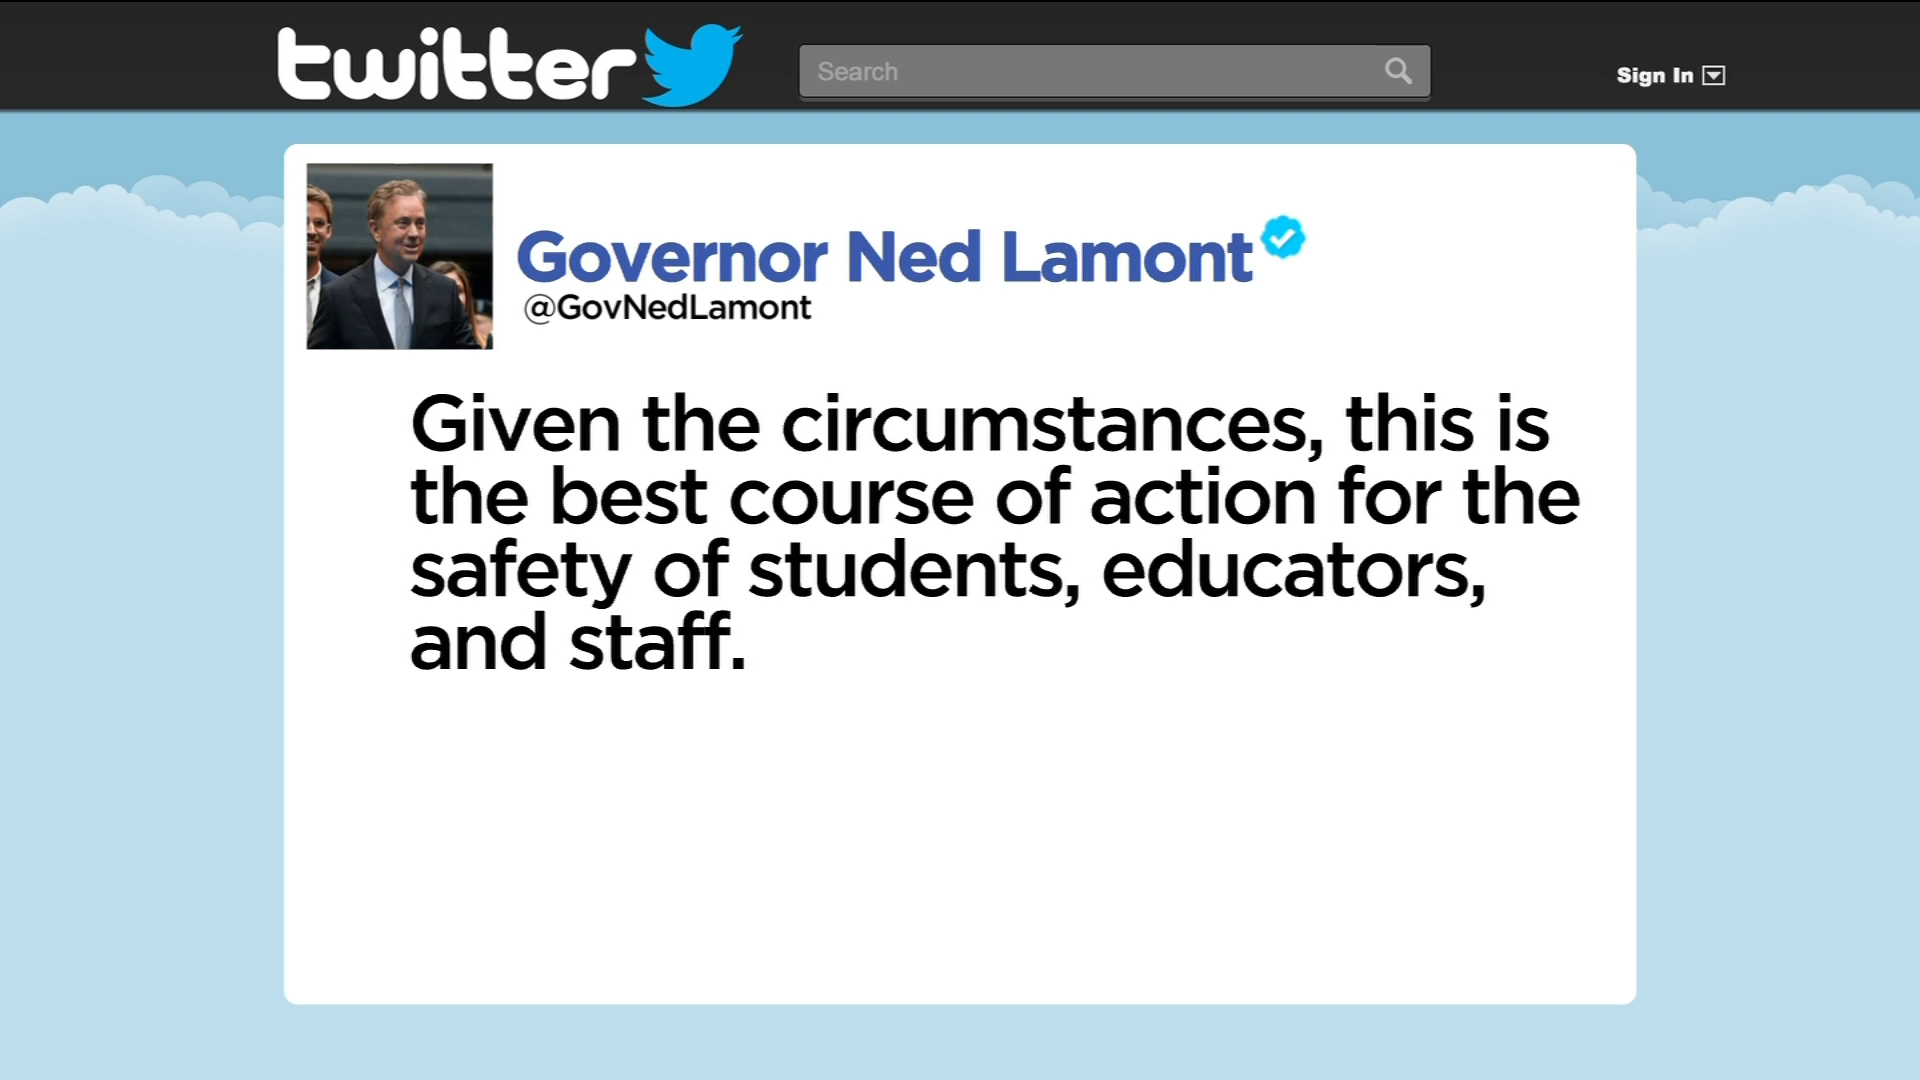 twitter
Search
Sign In
Governor Ned Lamont
@GovNedLamont
Given the circumstances, this is
the best course of action for the
safety of students, educators,
and staff.